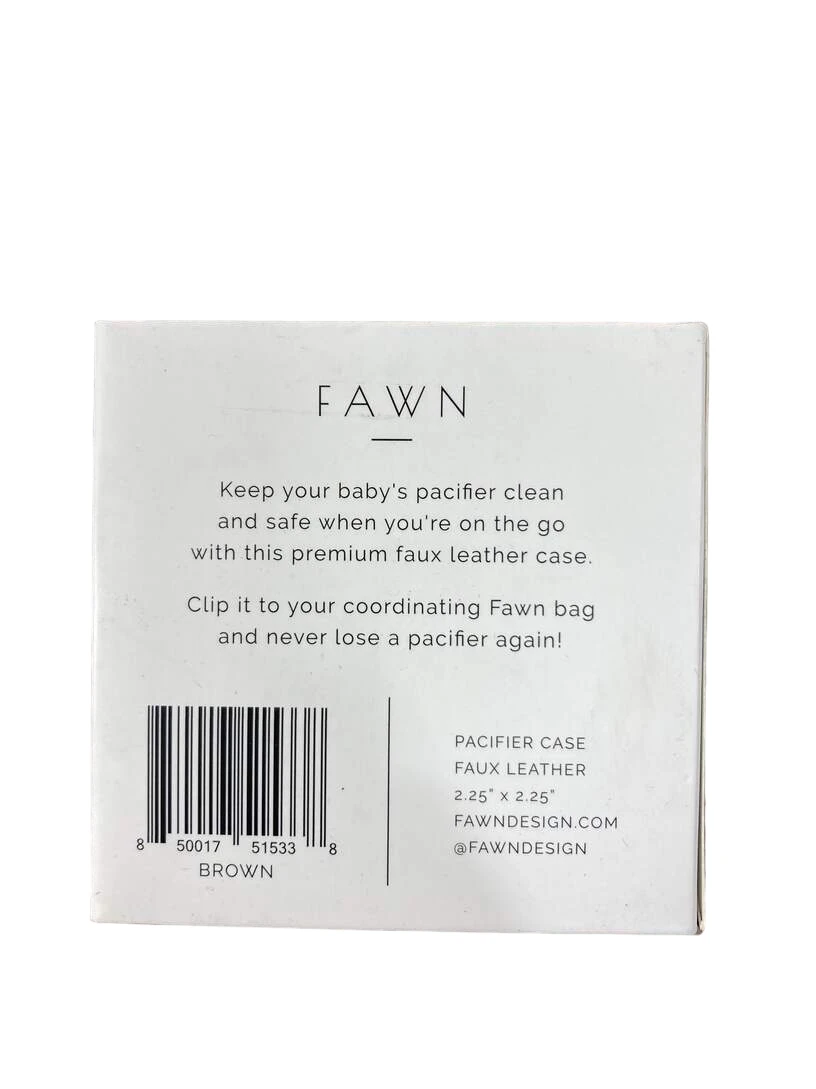 FAWN
Keep your baby's pacifier clean
and safe when you're on the go
with this premium faux leather case.
Clip it to your coordinating Fawn bag
and never lose a pacifier again!
8 50017 51533 8
BROWN
PACIFIER CASE
FAUX LEATHER
2.25" x 2.25"
FAWNDESIGN.COM
@FAWNDESIGN